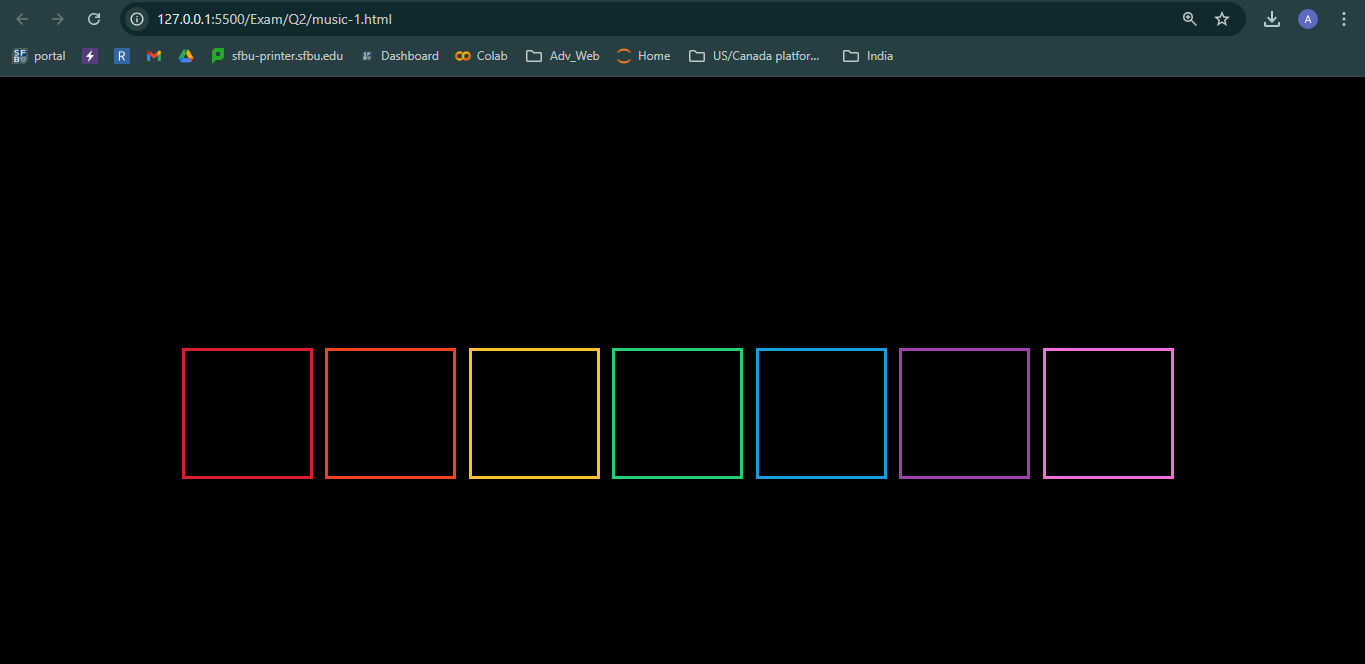 127.0.0.1:5500/Exam/Q2/music-1.html
A
SFBU portal R sfbu-printer.sfbu.edu Dashboard Colab Adv_Web Home US/Canada platfor... India